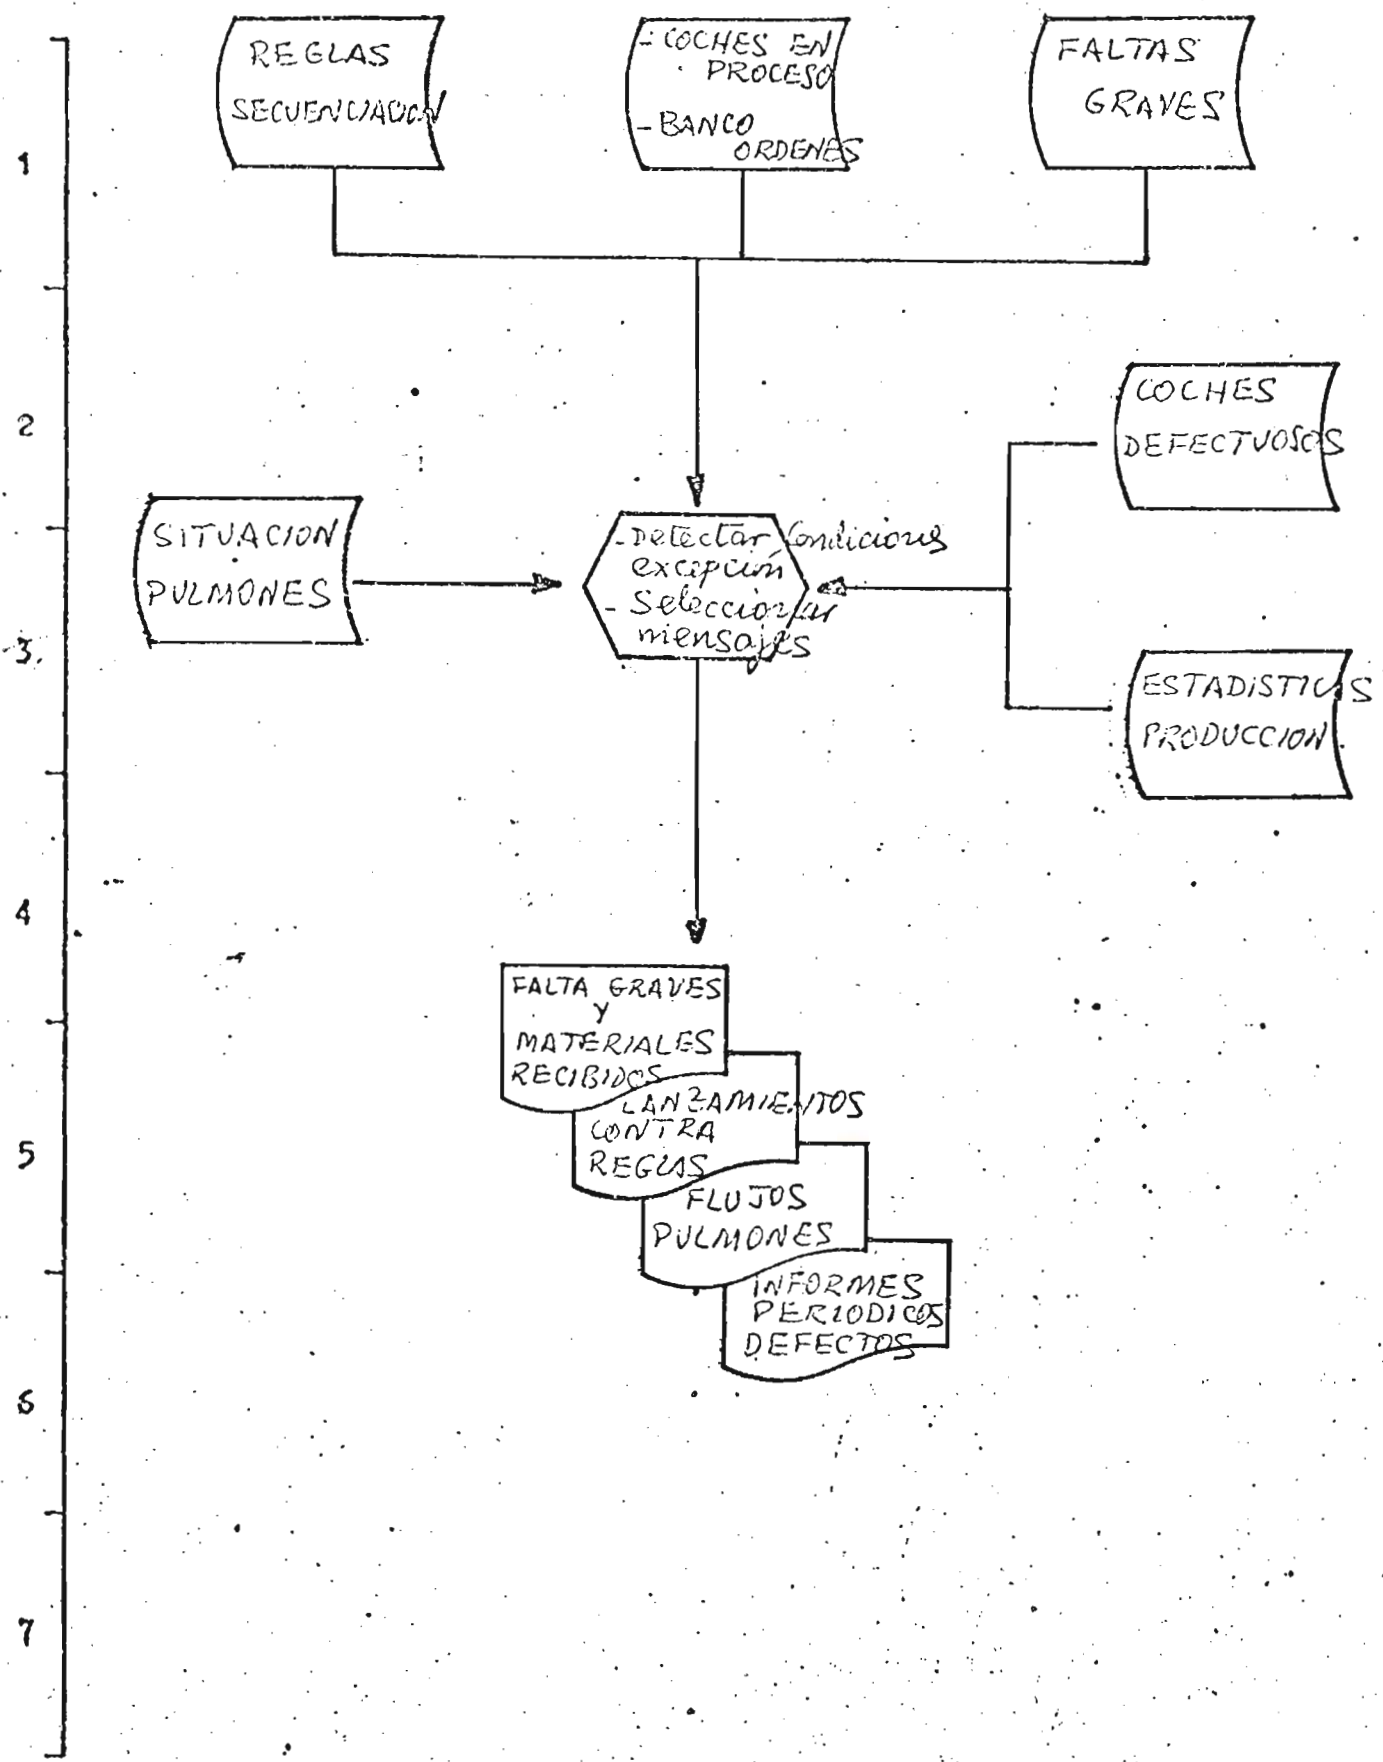 REGLAS
SECUENCIACION
- COCHES EN
PROCESO
- BANCO
ORDENES
FALTAS
GRAVES
1
2
COCHES
DEFECTUOSOS
SITUACION
PULMONES
- Detectar Condiciones
excepción
- Seleccionar
mensajes
3
ESTADISTICAS
PRODUCCION
4
FALTA GRAVES
Y
MATERIALES
RECIBIDOS
LANZAMIENTOS
CONTRA
REGLAS
5
FLUJOS
PULMONES
INFORMES
PERIODICOS
DEFECTOS
6
7